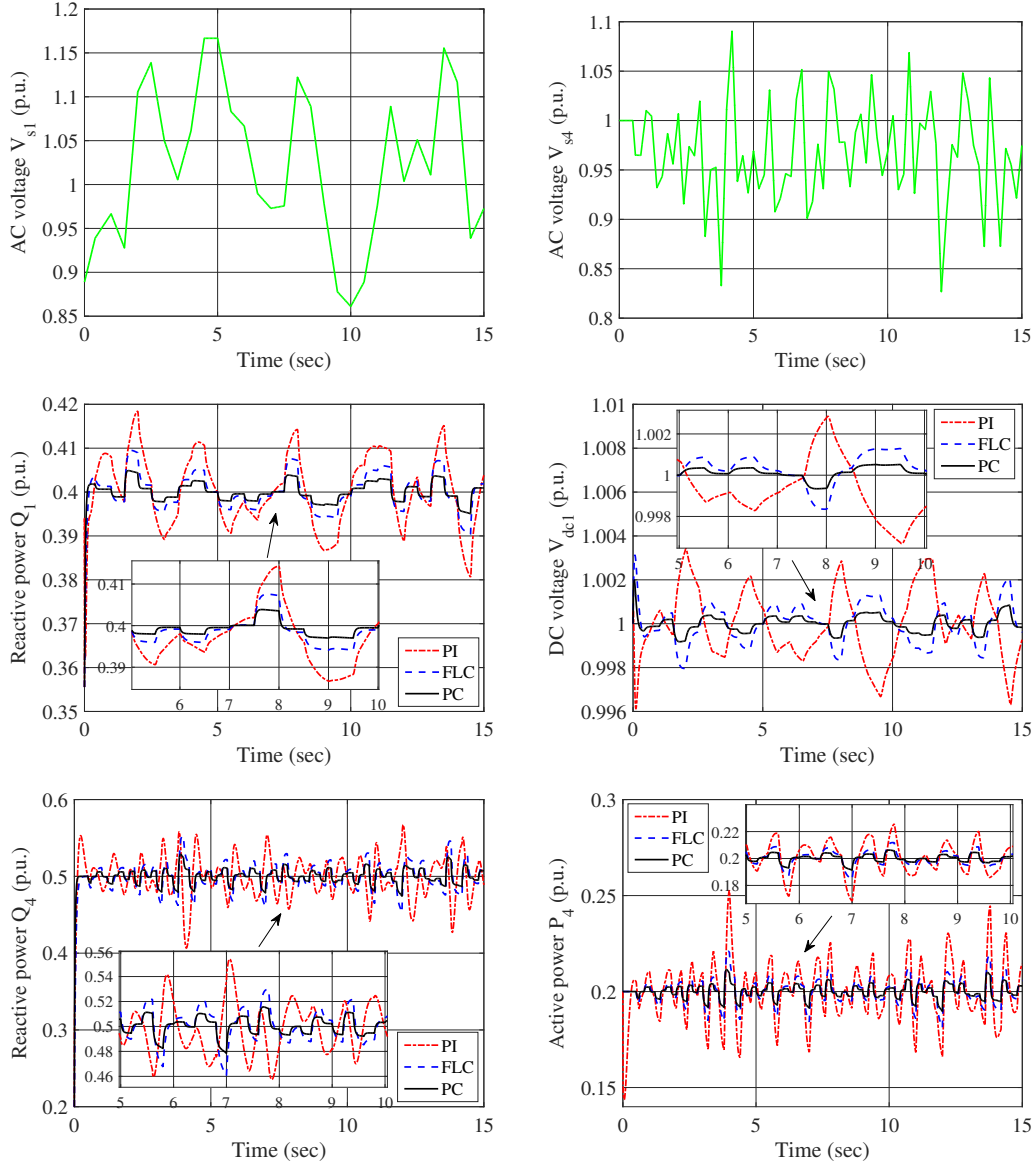 1.2
1.15
1.1
1.05
1
0.95
0.9
0.85
AC voltage V_s1 (p.u.)
0 5 10 15
Time (sec)
1.1
1.05
1
0.95
0.9
0.85
0.8
AC voltage V_s4 (p.u.)
0 5 10 15
Time (sec)
0.42
0.41
0.4
0.39
0.38
0.37
0.36
0.35
Reactive power Q_1 (p.u.)
0.41
0.4
0.39
6 7 8 9 10
PI
FLC
PC
0 5 10 15
Time (sec)
1.01
1.008
1.006
1.004
1.002
1
0.998
0.996
DC voltage V_dc1 (p.u.)
1.002
1
0.998
5 6 7 8 9 10
PI
FLC
PC
0 5 10 15
Time (sec)
0.6
0.5
0.4
0.3
0.2
Reactive power Q_4 (p.u.)
0.56
0.54
0.52
0.5
0.48
0.46
5 6 7 8 9 10
PI
FLC
PC
0 5 10 15
Time (sec)
0.3
0.25
0.2
0.15
Active power P_4 (p.u.)
PI
FLC
PC
0.22
0.2
0.18
5 6 7 8 9 10
0 5 10 15
Time (sec)